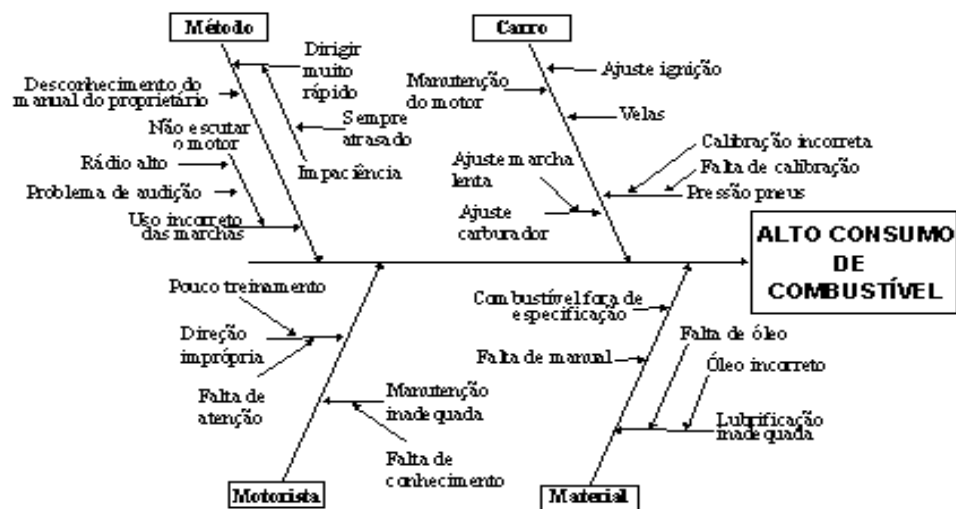 Método
Carro
Dirigir
muito
rápido
Desconhecimento do
manual do proprietário
Não escutar
o motor
Sempre
atrasado
Rádio alto
Impaciência
Problema de audição
Uso incorreto
das marchas
Ajuste ignição
Manutenção
do motor
Velas
Calibração incorreta
Falta de calibração
Ajuste marcha
lenta
Pressão pneus
Ajuste
carburador
ALTO CONSUMO
DE
COMBUSTÍVEL
Pouco treinamento
Direção
imprópria
Falta de
atenção
Manutenção
inadequada
Falta de
conhecimento
Motorista
Combustível fora de
especificação
Falta de manual
Falta de óleo
Óleo incorreto
Lubrificação
inadequada
Material